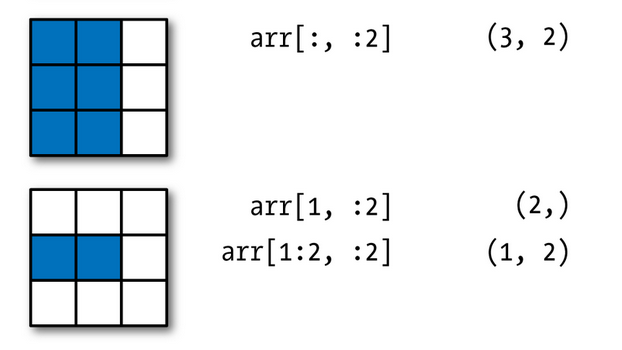 arr[:, :2] (3, 2)
arr[1, :2] (2,)
arr[1:2, :2] (1, 2)